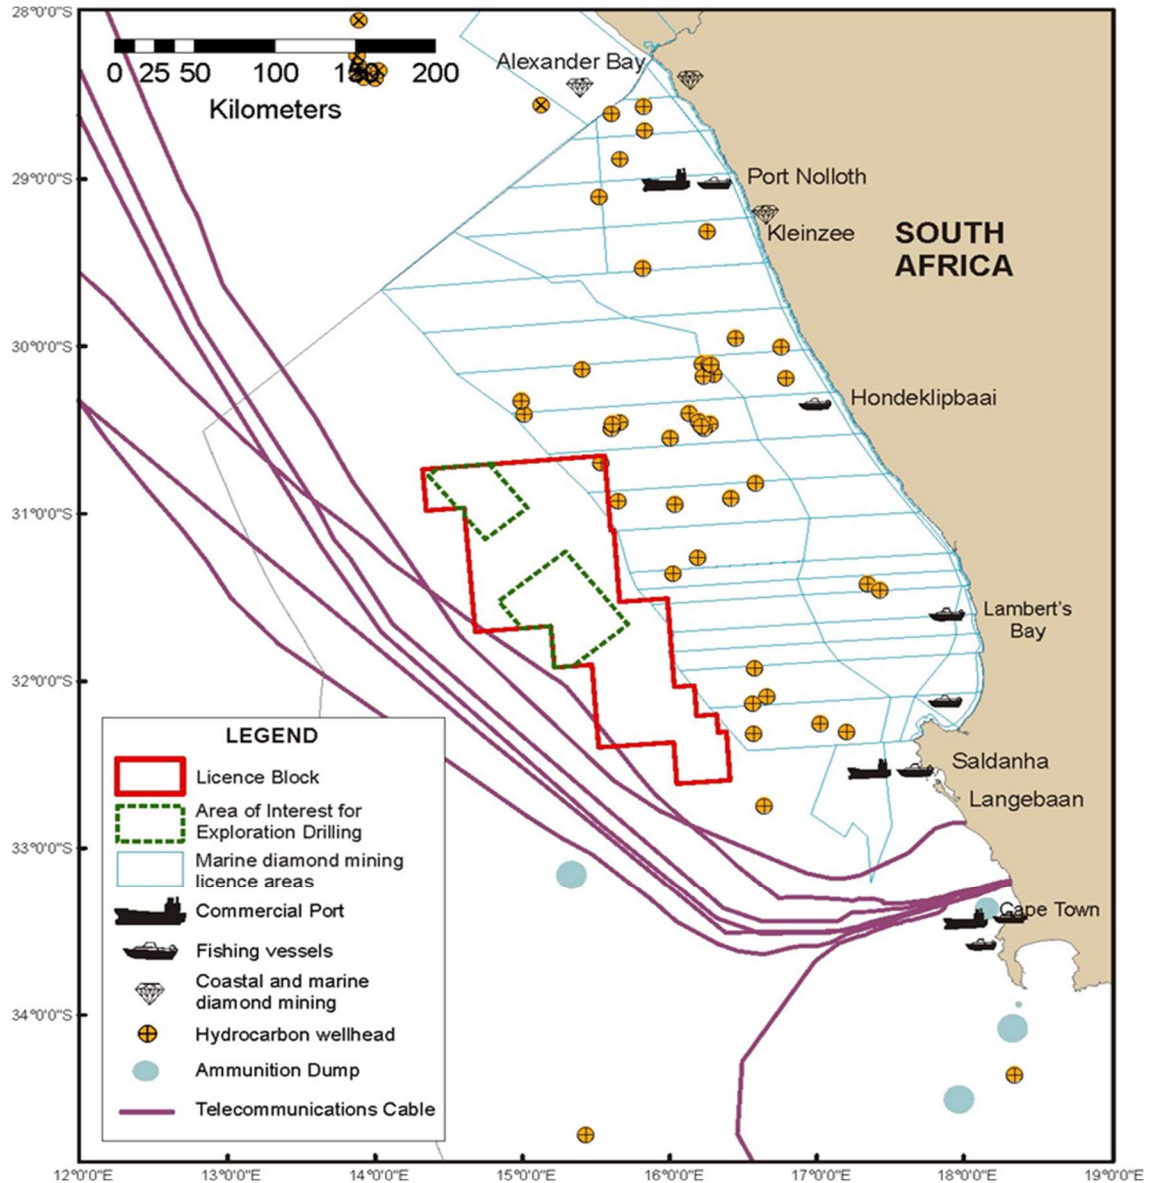 28°0'0"S
Alexander Bay
0 25 50 100 150 200
Kilometers
29°0'0"S
Port Nolloth
Kleinzee
SOUTH
AFRICA
30°0'0"S
Hondeklipbaai
31°0'0"S
Lambert's
Bay
32°0'0"S
Saldanha
Langebaan
33°0'0"S
Cape Town
34°0'0"S
LEGEND
Licence Block
Area of Interest for
Exploration Drilling
Marine diamond mining
licence areas
Commercial Port
Fishing vessels
Coastal and marine
diamond mining
Hydrocarbon wellhead
Ammunition Dump
Telecommunications Cable
12°0'0"E 13°0'0"E 14°0'0"E 15°0'0"E 16°0'0"E 17°0'0"E 18°0'0"E 19°0'0"E